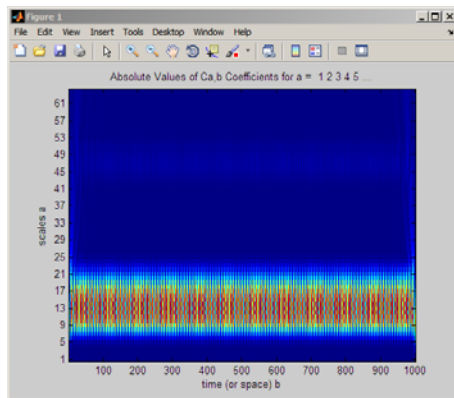 Figure 1
File Edit View Insert Tools Desktop Window Help
Absolute Values of Ca,b Coefficients for a = 1 2 3 4 5 ...
61
57
53
49
45
41
37
33
29
25
21
17
13
9
5
1
scales a
100 200 300 400 500 600 700 800 900 1000
time (or space) b